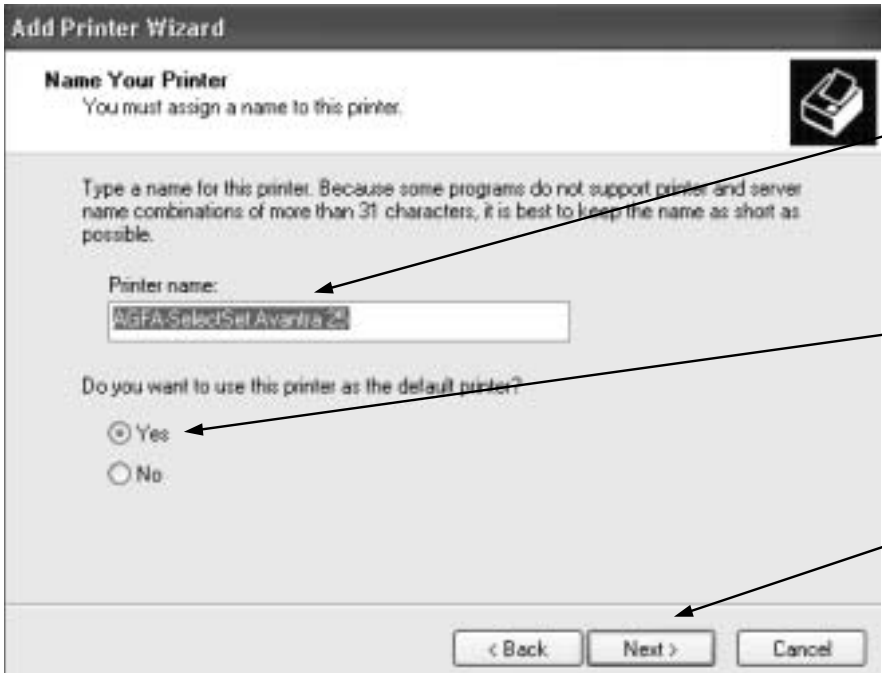 Add Printer Wizard
Name Your Printer
You must assign a name to this printer.
Type a name for this printer. Because some programs do not support printer and server
name combinations of more than 31 characters, it is best to keep the name as short as
possible.
Printer name:
AGFA-SelectSet Avantra 25
Do you want to use this printer as the default printer?
Yes
No
< Back
Next >
Cancel